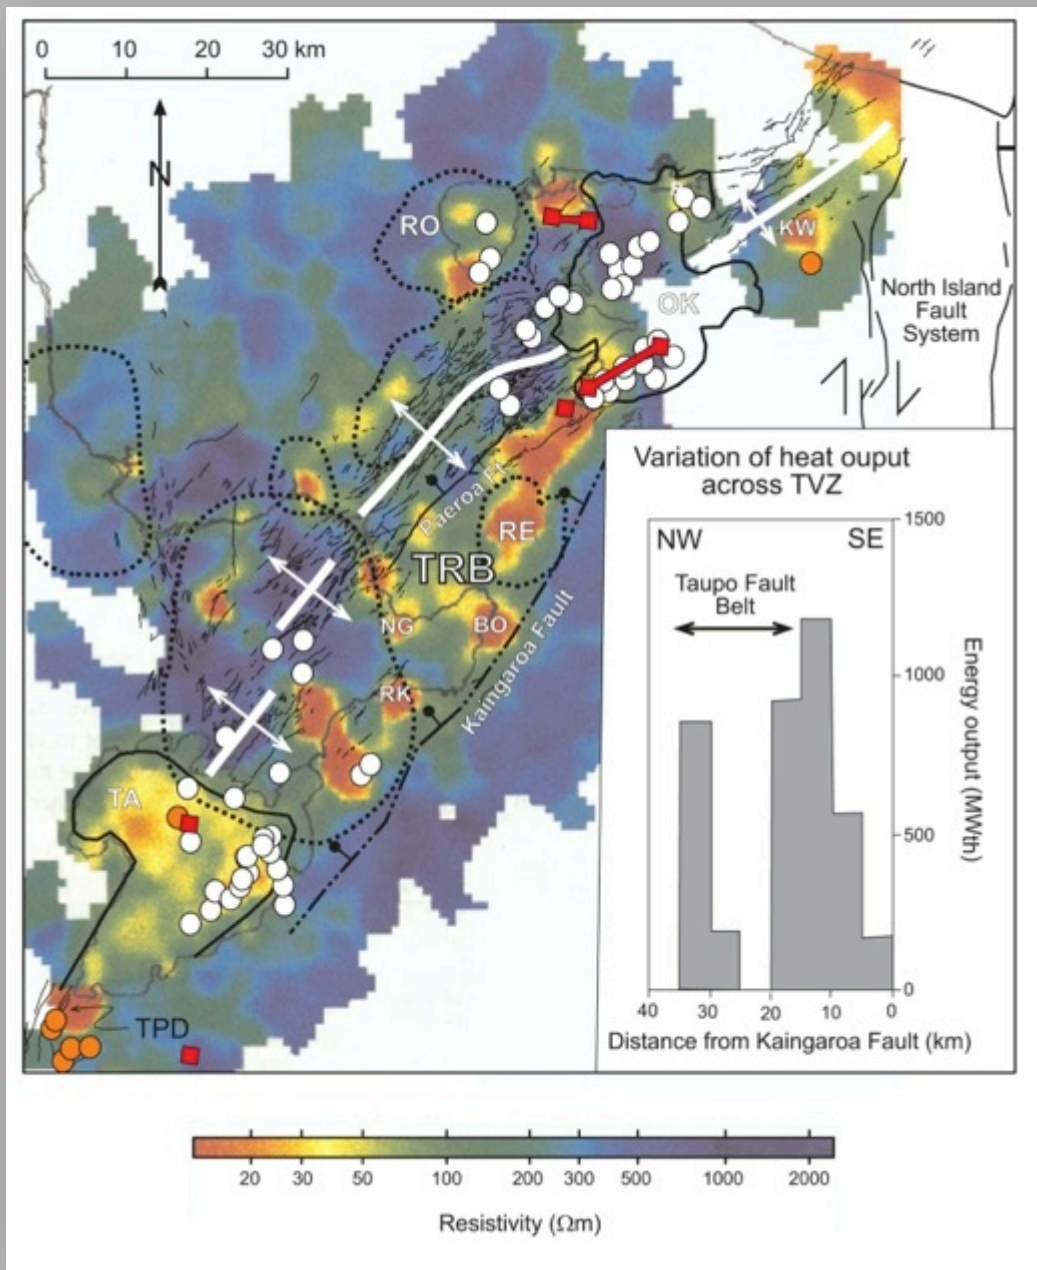 0 10 20 30 km
N
RO
KW
OK
North Island
Fault
System
Paeroa Ft
RE
TRB
NG
BO
Kaingaroa Fault
RK
TA
TPD
Variation of heat ouput
across TVZ
NW SE
Taupo Fault
Belt
1500
1000
500
0
Energy output (MWth)
40 30 20 10 0
Distance from Kaingaroa Fault (km)
20 30 50 100 200 300 500 1000 2000
Resistivity (Ωm)